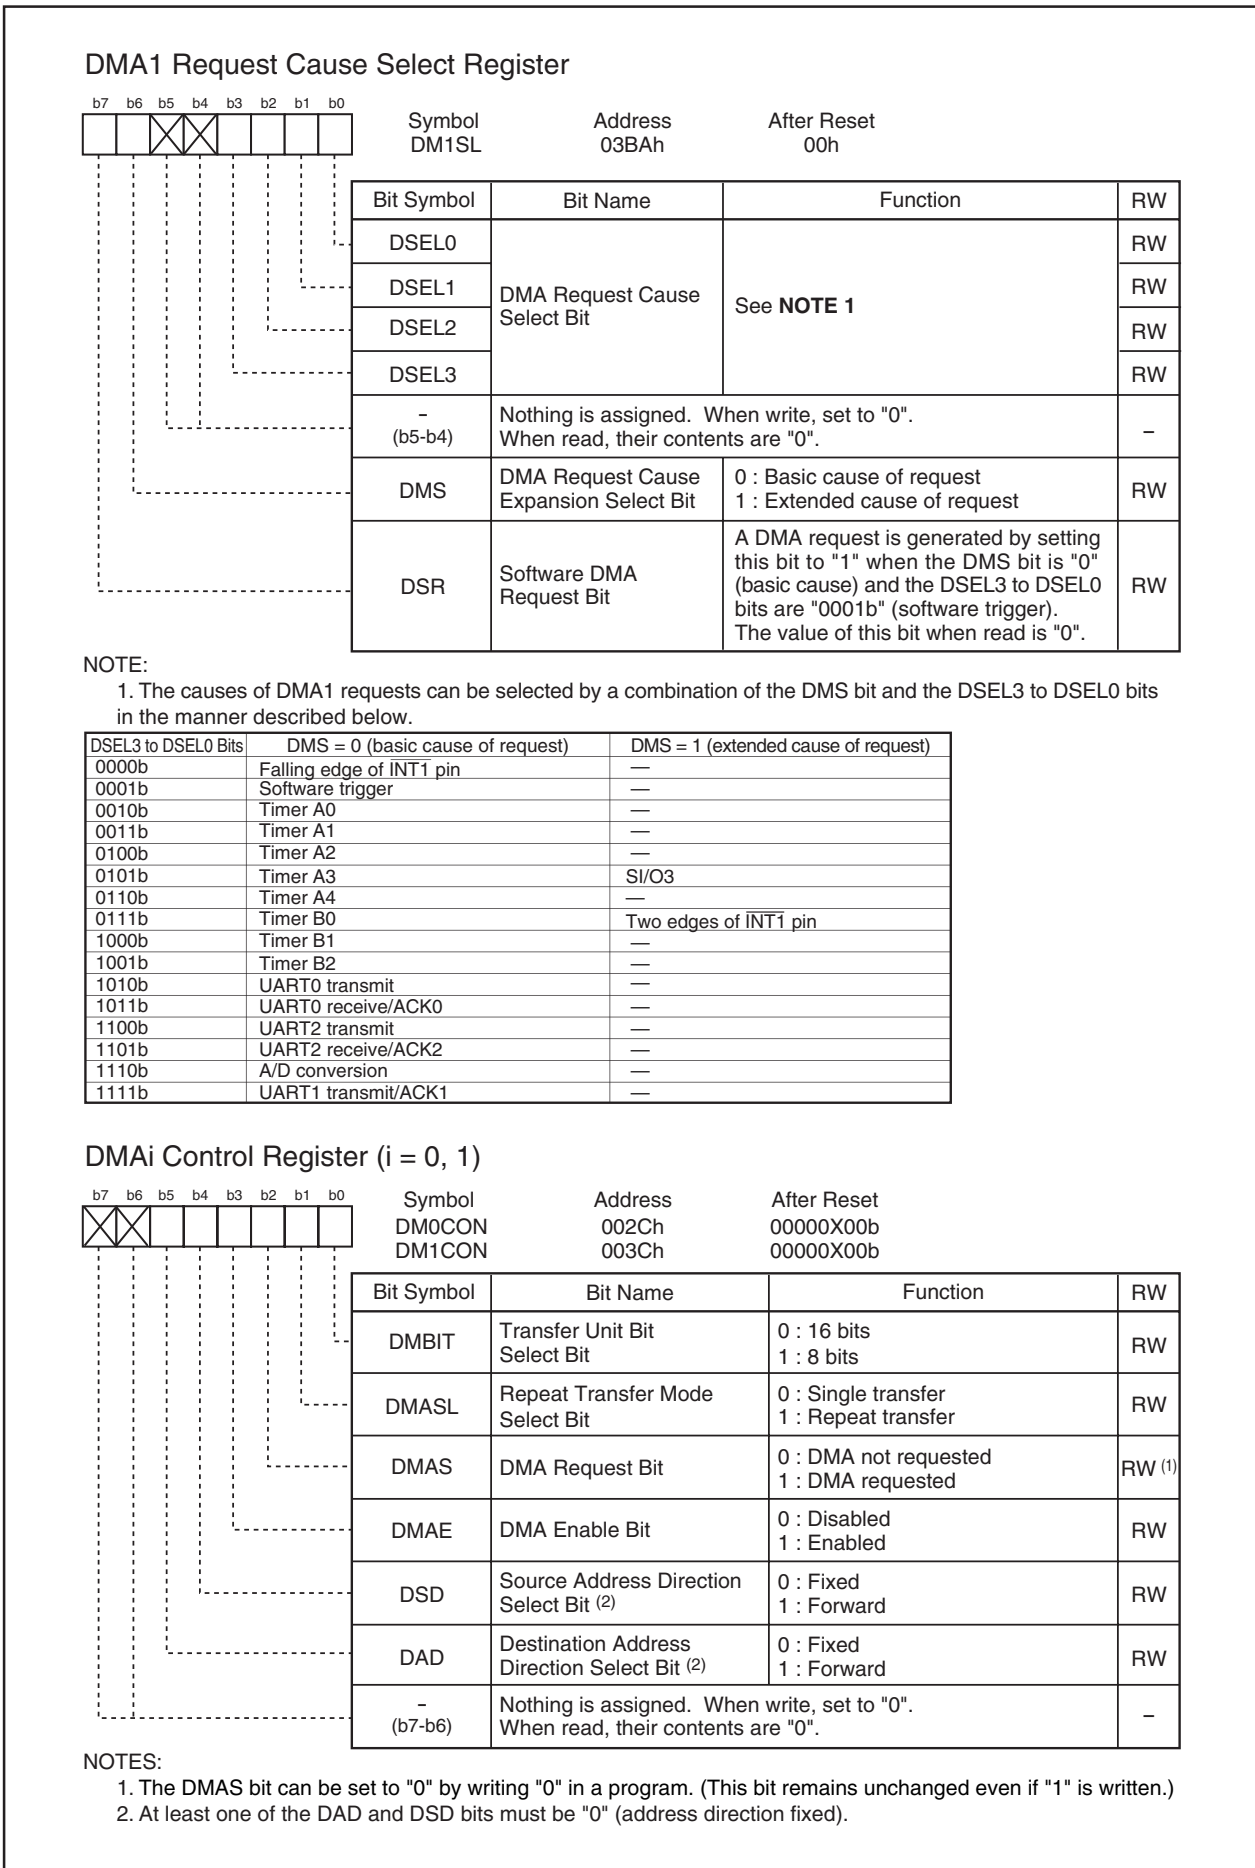 DMA1 Request Cause Select Register
b7 b6 b5 b4 b3 b2 b1 b0
Symbol Address After Reset
DM1SL 03BAh 00h
Bit Symbol Bit Name Function RW
DSEL0 RW
DSEL1 RW
DMA Request Cause
Select Bit
See NOTE 1
DSEL2 RW
DSEL3 RW
–
(b5-b4)
Nothing is assigned. When write, set to "0".
When read, their contents are "0".
–
DMS
DMA Request Cause
Expansion Select Bit
0 : Basic cause of request
1 : Extended cause of request
RW
DSR
Software DMA
Request Bit
A DMA request is generated by setting
this bit to "1" when the DMS bit is "0"
(basic cause) and the DSEL3 to DSEL0
bits are "0001b" (software trigger).
The value of this bit when read is "0".
RW
NOTE:
1. The causes of DMA1 requests can be selected by a combination of the DMS bit and the DSEL3 to DSEL0 bits
in the manner described below.
DSEL3 to DSEL0 Bits DMS = 0 (basic cause of request) DMS = 1 (extended cause of request)
0000b Falling edge of INT1 pin —
0001b Software trigger —
0010b Timer A0 —
0011b Timer A1 —
0100b Timer A2 —
0101b Timer A3 SI/O3
0110b Timer A4 —
0111b Timer B0 Two edges of INT1 pin
1000b Timer B1 —
1001b Timer B2 —
1010b UART0 transmit —
1011b UART0 receive/ACK0 —
1100b UART2 transmit —
1101b UART2 receive/ACK2 —
1110b A/D conversion —
1111b UART1 transmit/ACK1 —
DMAi Control Register (i = 0, 1)
b7 b6 b5 b4 b3 b2 b1 b0
Symbol Address After Reset
DM0CON 002Ch 00000X00b
DM1CON 003Ch 00000X00b
Bit Symbol Bit Name Function RW
DMBIT
Transfer Unit Bit
Select Bit
0 : 16 bits
1 : 8 bits
RW
DMASL
Repeat Transfer Mode
Select Bit
0 : Single transfer
1 : Repeat transfer
RW
DMAS
DMA Request Bit
0 : DMA not requested
1 : DMA requested
RW (1)
DMAE
DMA Enable Bit
0 : Disabled
1 : Enabled
RW
DSD
Source Address Direction
Select Bit (2)
0 : Fixed
1 : Forward
RW
DAD
Destination Address
Direction Select Bit (2)
0 : Fixed
1 : Forward
RW
–
(b7-b6)
Nothing is assigned. When write, set to "0".
When read, their contents are "0".
–
NOTES:
1. The DMAS bit can be set to "0" by writing "0" in a program. (This bit remains unchanged even if "1" is written.)
2. At least one of the DAD and DSD bits must be "0" (address direction fixed).